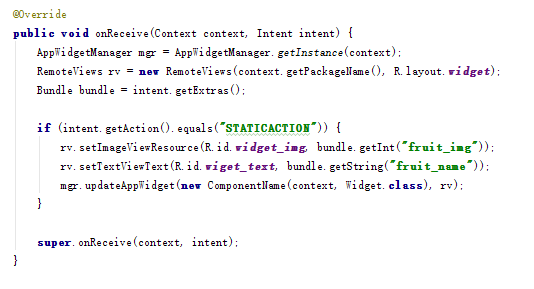 @Override
public void onReceive(Context context, Intent intent) {
    AppWidgetManager mgr = AppWidgetManager.getInstance(context);
    RemoteViews rv = new RemoteViews(context.getPackageName(), R.layout.widget);
    Bundle bundle = intent.getExtras();

    if (intent.getAction().equals("STATICACTION")) {
        rv.setImageViewResource(R.id.widget_img, bundle.getInt("fruit_img"));
        rv.setTextViewText(R.id.wiget_text, bundle.getString("fruit_name"));
        mgr.updateAppWidget(new ComponentName(context, Widget.class), rv);
    }

    super.onReceive(context, intent);
}